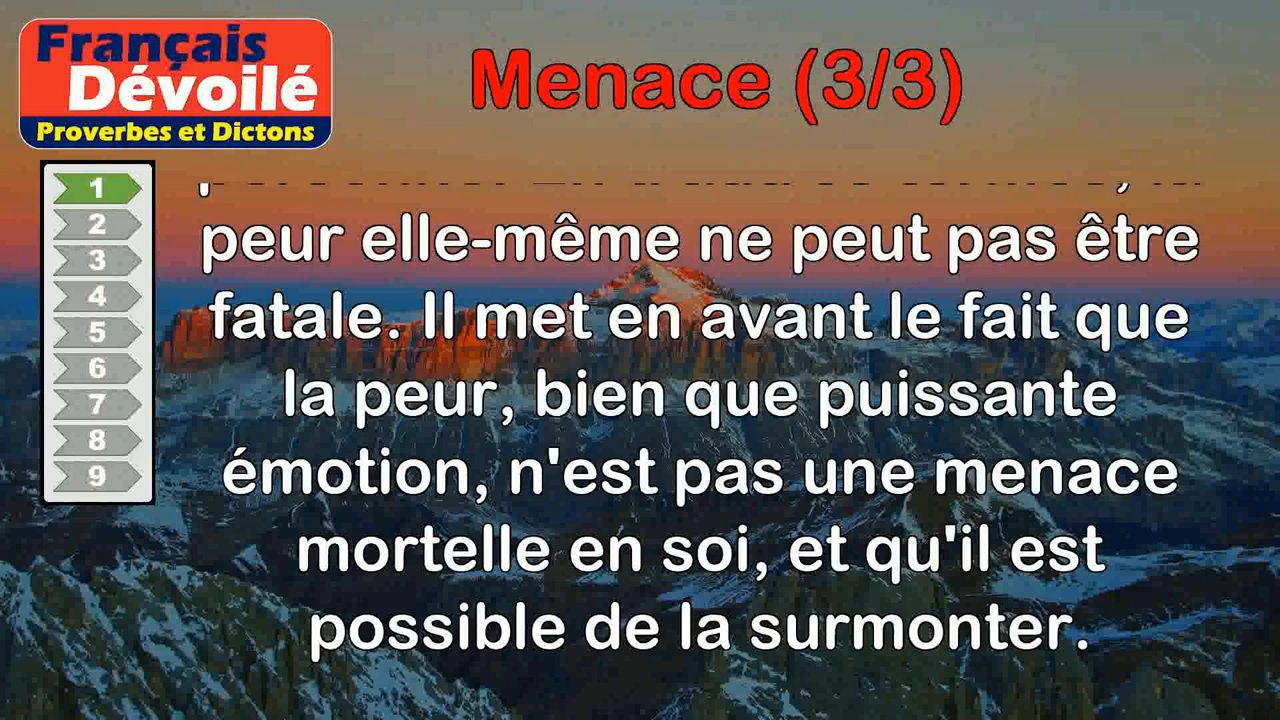 Français
Dévoilé
Proverbes et Dictons
Menace (3/3)
1
2
3
4
5
6
7
8
9
peur elle-même ne peut pas être
fatale. Il met en avant le fait que
la peur, bien que puissante
émotion, n'est pas une menace
mortelle en soi, et qu'il est
possible de la surmonter.